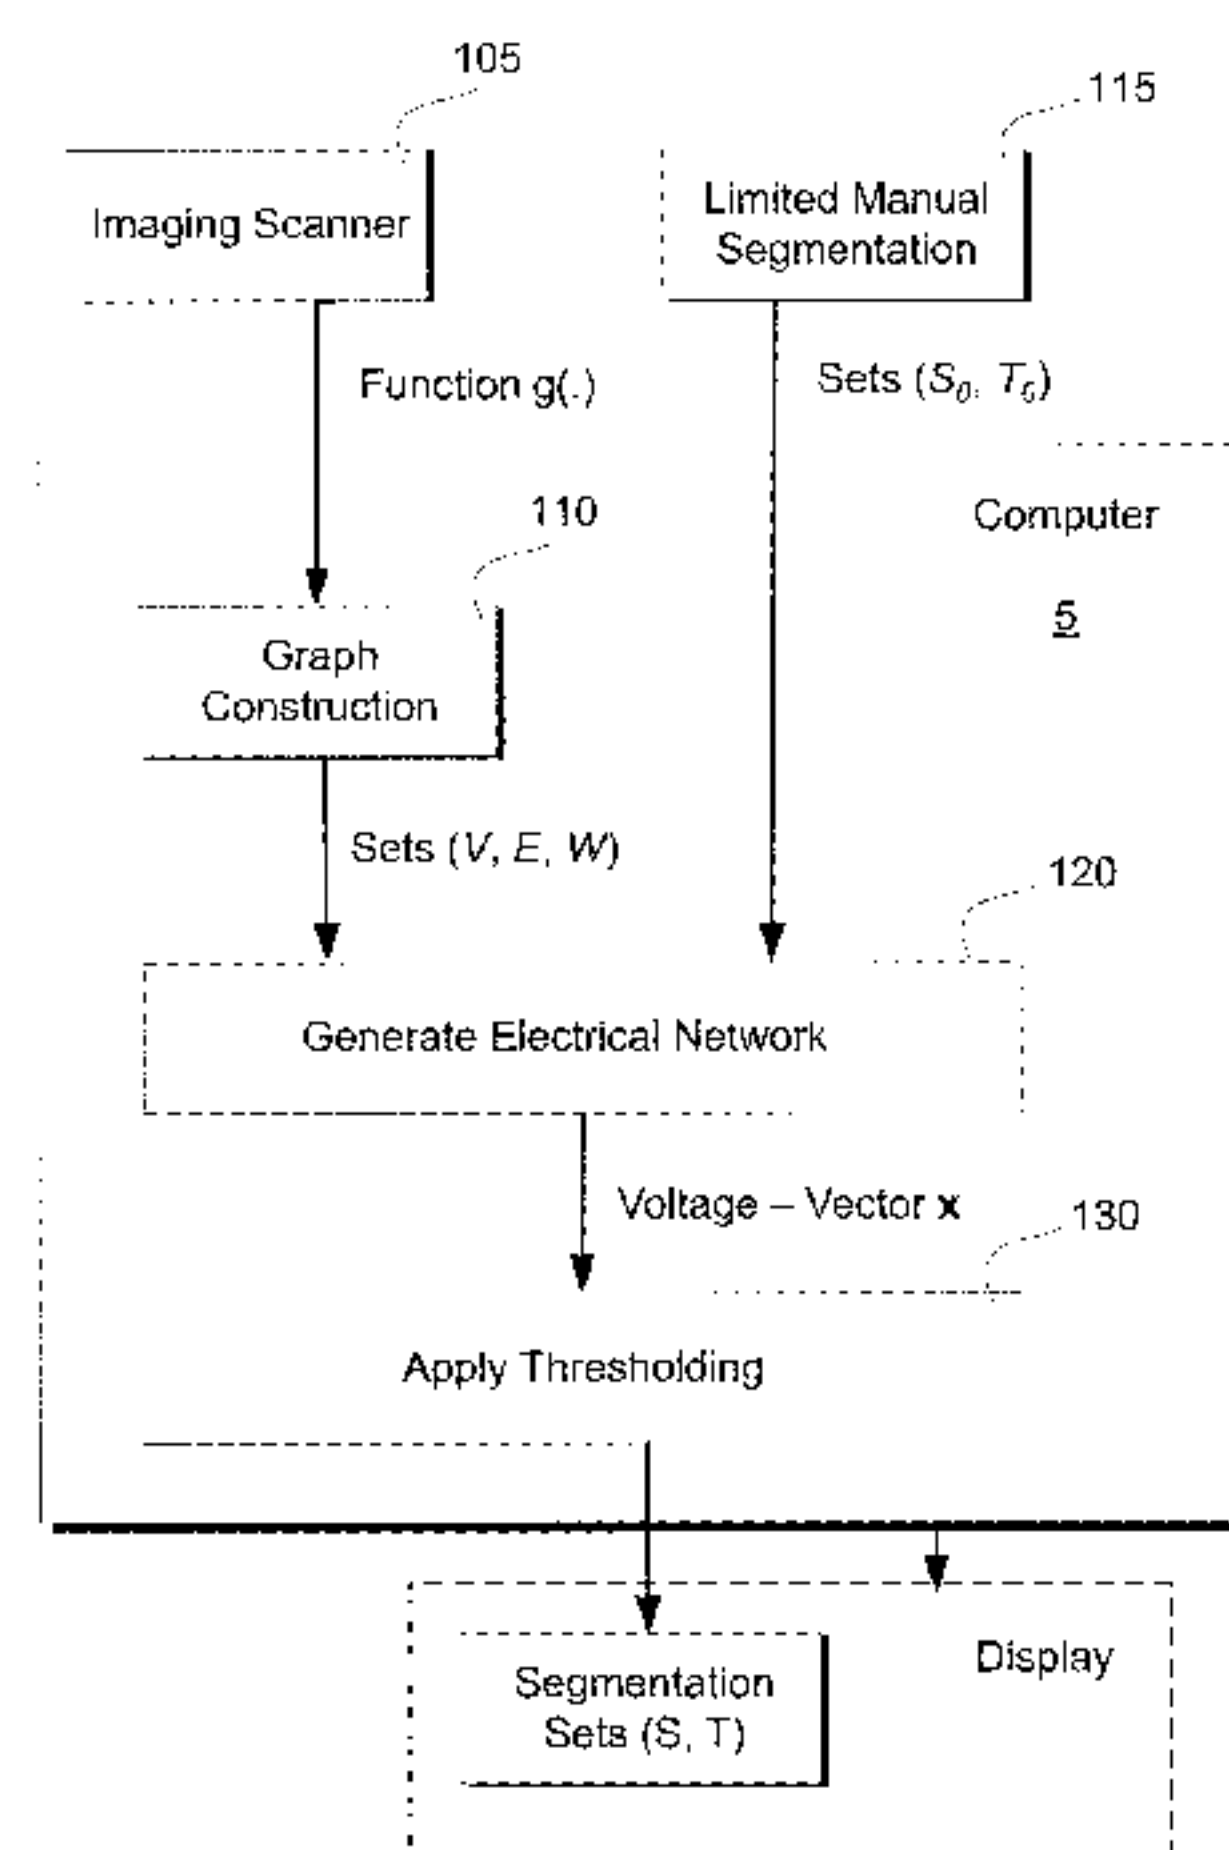 105
115
Imaging Scanner
Limited Manual
Segmentation
Function g(.)
Sets (S₀, T₀)
110
Computer
5
Graph
Construction
Sets (V, E, W)
120
Generate Electrical Network
Voltage – Vector x
130
Apply Thresholding
Display
Segmentation
Sets (S, T)